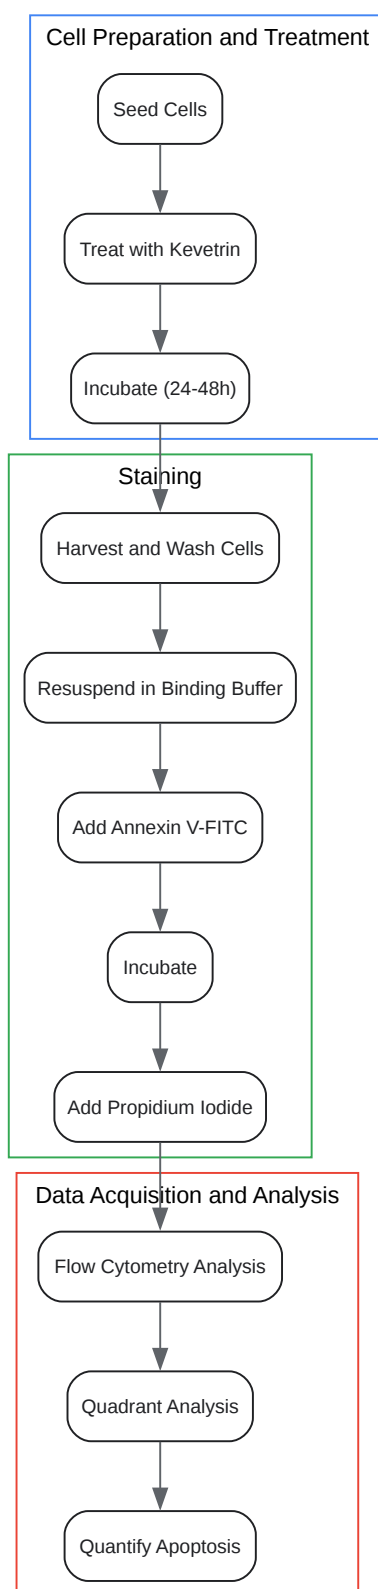 Cell Preparation and Treatment
Seed Cells
Treat with Kevetrin
Incubate (24-48h)
Staining
Harvest and Wash Cells
Resuspend in Binding Buffer
Add Annexin V-FITC
Incubate
Add Propidium Iodide
Data Acquisition and Analysis
Flow Cytometry Analysis
Quadrant Analysis
Quantify Apoptosis